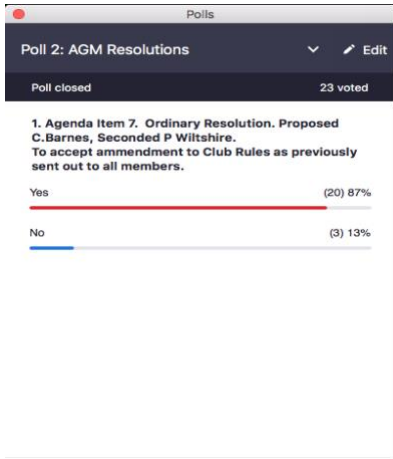 Polls
Poll 2: AGM Resolutions Edit
Poll closed 23 voted
1. Agenda Item 7. Ordinary Resolution. Proposed
C.Barnes, Seconded P Wiltshire.
To accept ammendment to Club Rules as previously
sent out to all members.
Yes (20) 87%
No (3) 13%